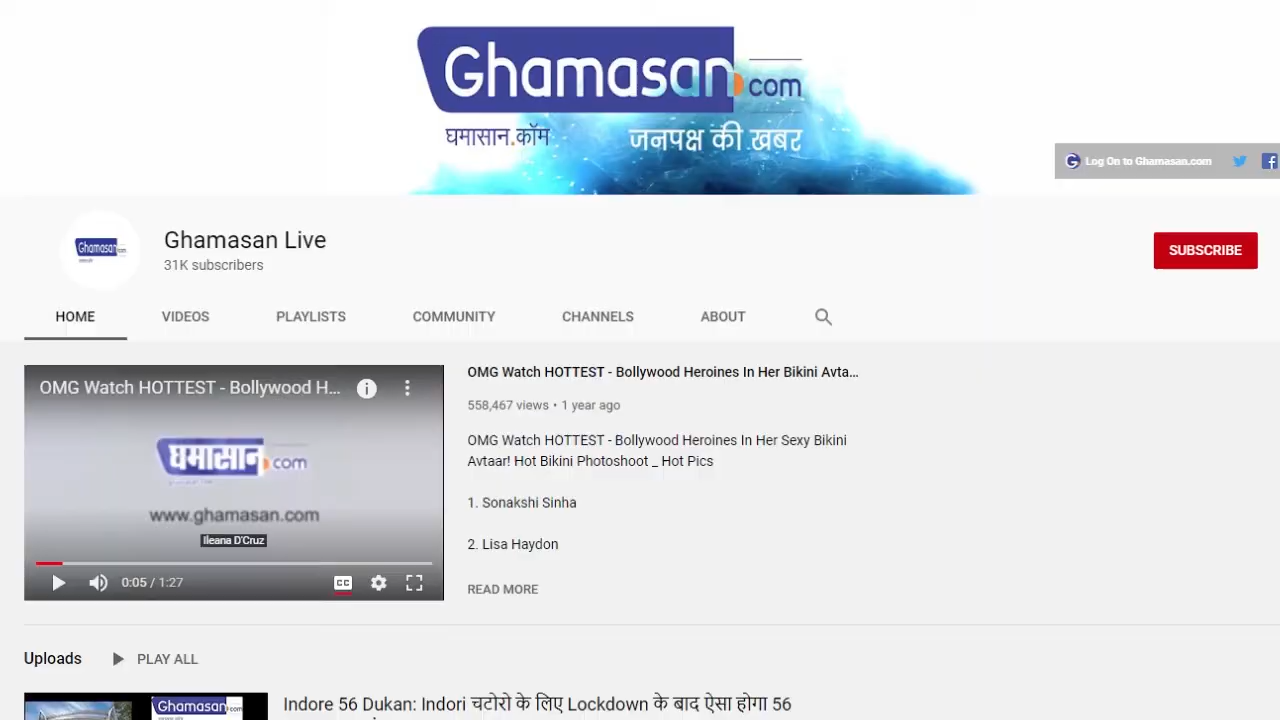 Ghamasan.com
घमासान.कॉम
जनपक्ष की खबर
Log On to Ghamasan.com
Ghamasan.com
Ghamasan Live
31K subscribers
SUBSCRIBE
HOME
VIDEOS
PLAYLISTS
COMMUNITY
CHANNELS
ABOUT
OMG Watch HOTTEST - Bollywood H...
घमासान.com
www.ghamasan.com
Ileana D'Cruz
0:05 / 1:27
CC
OMG Watch HOTTEST - Bollywood Heroines In Her Bikini Avta...
558,467 views • 1 year ago
OMG Watch HOTTEST - Bollywood Heroines In Her Sexy Bikini
Avtaar! Hot Bikini Photoshoot _ Hot Pics
1. Sonakshi Sinha
2. Lisa Haydon
READ MORE
Uploads
PLAY ALL
Ghamasan.com
Indore 56 Dukan: Indori चटोरो के लिए Lockdown के बाद ऐसा होगा 56